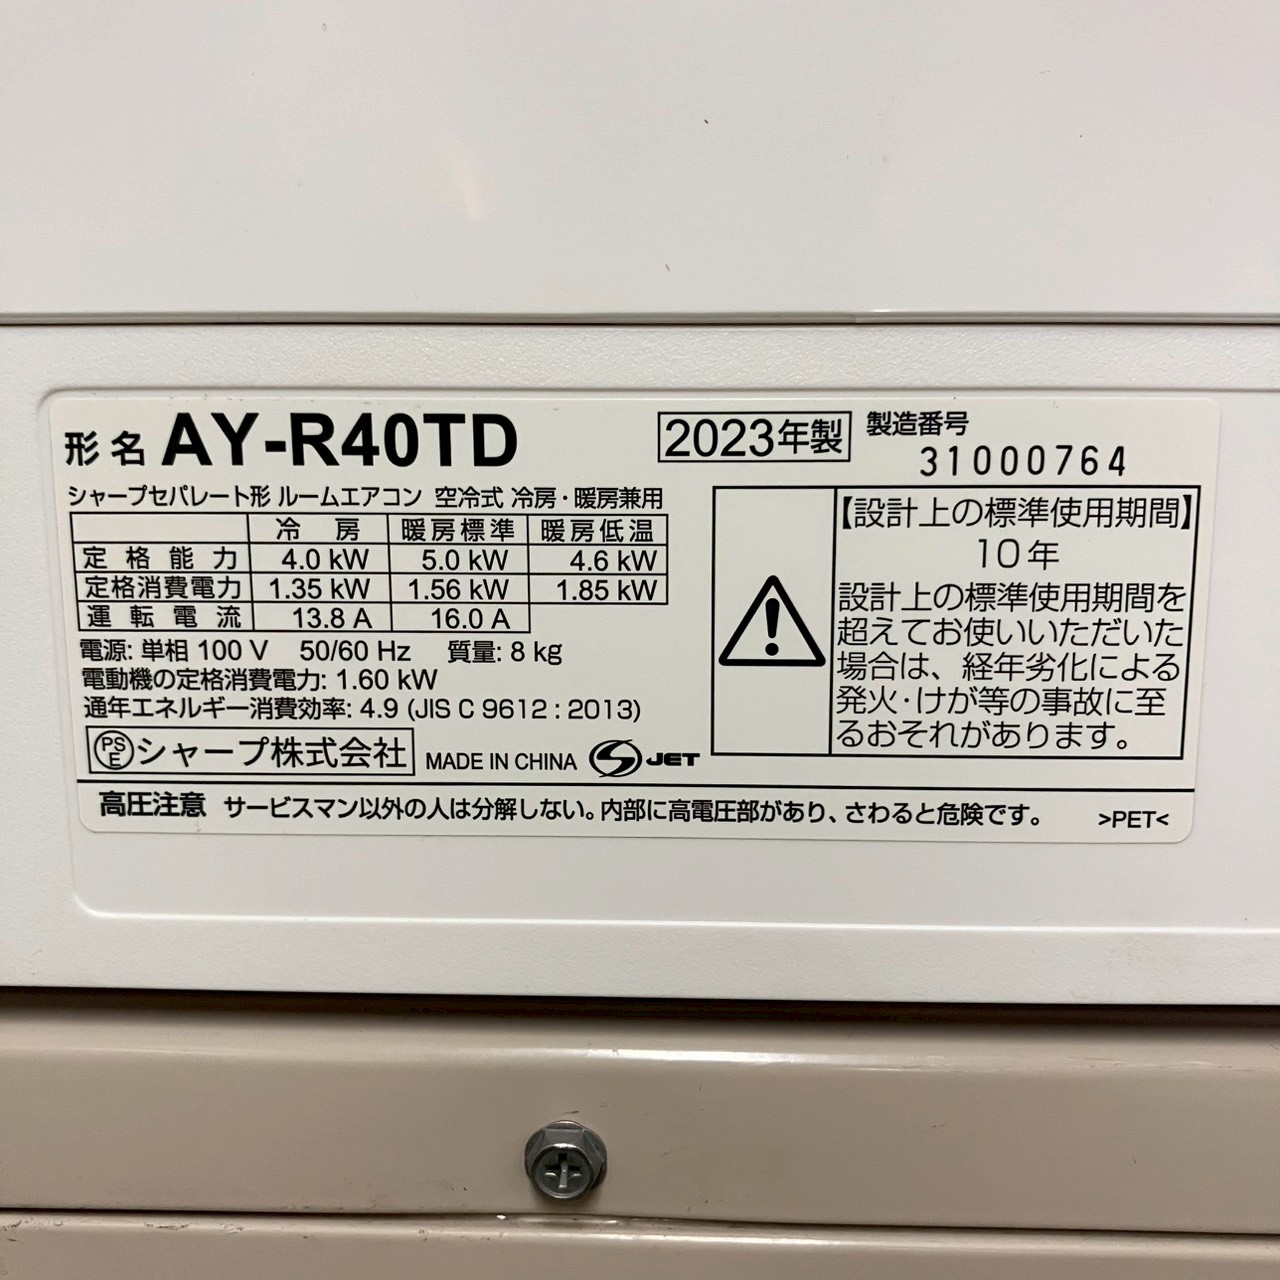 形名 AY-R40TD
2023年製
製造番号
31000764
シャープセパレート形 ルームエアコン 空冷式 冷房・暖房兼用
冷房 暖房標準 暖房低温
定格能力 4.0 kW 5.0 kW 4.6 kW
定格消費電力 1.35 kW 1.56 kW 1.85 kW
運転電流 13.8 A 16.0 A
電源: 単相 100 V 50/60 Hz 質量: 8 kg
電動機の定格消費電力: 1.60 kW
通年エネルギー消費効率: 4.9 (JIS C 9612 : 2013)
PSE シャープ株式会社 MADE IN CHINA S JET
【設計上の標準使用期間】
10年
設計上の標準使用期間を
超えてお使いいただいた
場合は、経年劣化による
発火・けが等の事故に至
るおそれがあります。
高圧注意 サービスマン以外の人は分解しない。内部に高電圧部があり、さわると危険です。 >PET<